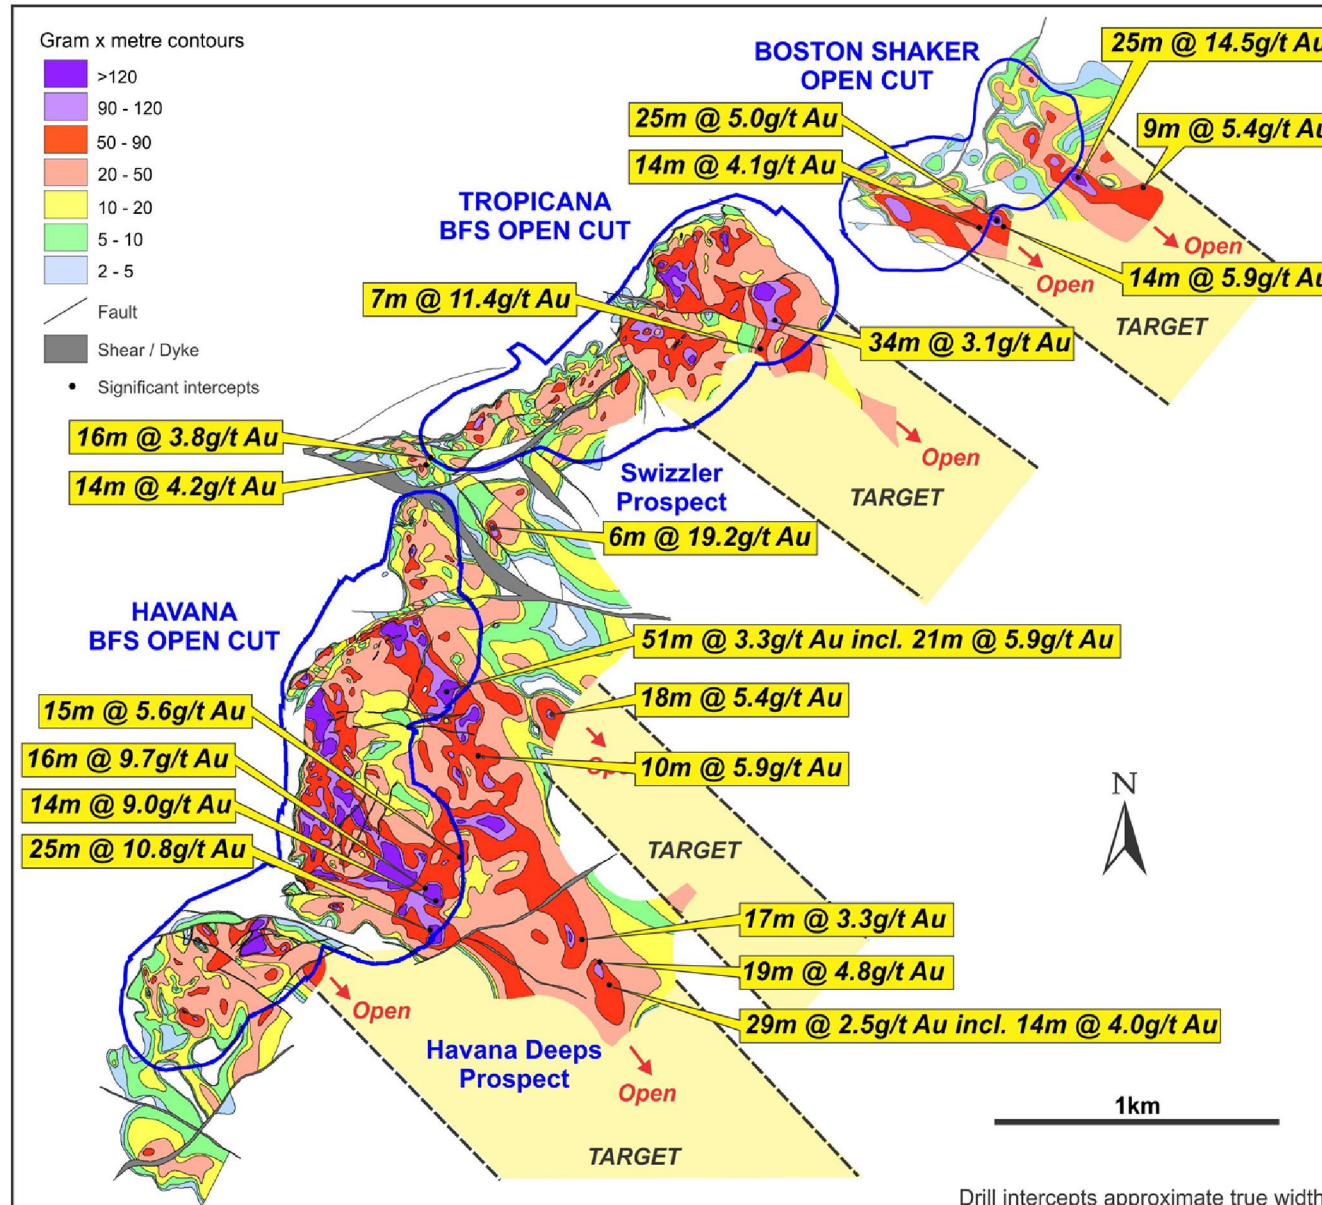 Gram x metre contours
>120
90 - 120
50 - 90
20 - 50
10 - 20
5 - 10
2 - 5
Fault
Shear / Dyke
Significant intercepts
BOSTON SHAKER
OPEN CUT
25m @ 14.5g/t Au
25m @ 5.0g/t Au
9m @ 5.4g/t Au
14m @ 4.1g/t Au
TROPICANA
BFS OPEN CUT
Open
Open
14m @ 5.9g/t Au
7m @ 11.4g/t Au
TARGET
34m @ 3.1g/t Au
16m @ 3.8g/t Au
Open
Swizzler
Prospect
14m @ 4.2g/t Au
TARGET
6m @ 19.2g/t Au
HAVANA
BFS OPEN CUT
51m @ 3.3g/t Au incl. 21m @ 5.9g/t Au
18m @ 5.4g/t Au
15m @ 5.6g/t Au
16m @ 9.7g/t Au
Op
10m @ 5.9g/t Au
N
14m @ 9.0g/t Au
25m @ 10.8g/t Au
TARGET
17m @ 3.3g/t Au
19m @ 4.8g/t Au
Open
29m @ 2.5g/t Au incl. 14m @ 4.0g/t Au
Havana Deeps
Prospect
Open
1km
TARGET
Drill intercepts approximate true width